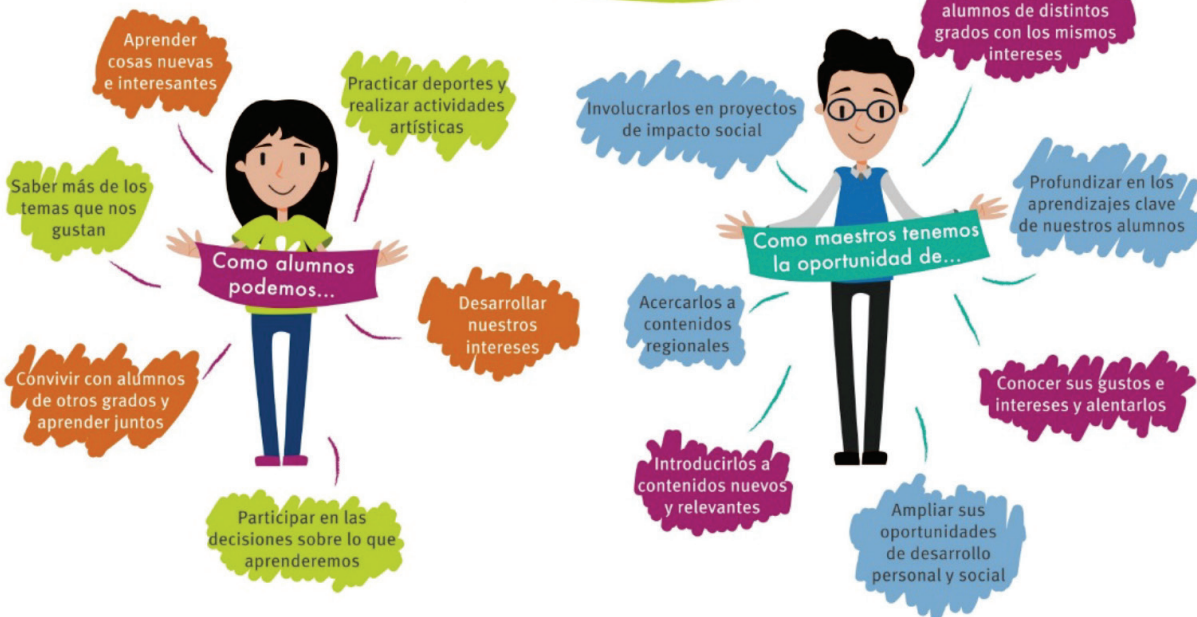 Aprender
cosas nuevas
e interesantes
Practicar deportes y
realizar actividades
artísticas
Saber más de los
temas que nos
gustan
Como alumnos
podemos...
Desarrollar
nuestros
intereses
Convivir con alumnos
de otros grados y
aprender juntos
Participar en las
decisiones sobre lo que
aprenderemos
alumnos de distintos
grados con los mismos
intereses
Involucrarlos en proyectos
de impacto social
Profundizar en los
aprendizajes clave
de nuestros alumnos
Como maestros tenemos
la oportunidad de...
Acercarlos a
contenidos
regionales
Conocer sus gustos e
intereses y alentarlos
Introducirlos a
contenidos nuevos
y relevantes
Ampliar sus
oportunidades
de desarrollo
personal y social